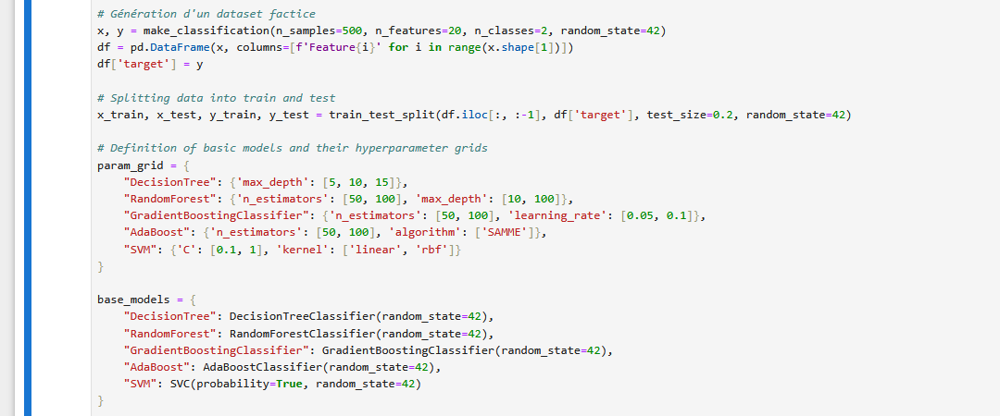 # Génération d'un dataset factice
x, y = make_classification(n_samples=500, n_features=20, n_classes=2, random_state=42)
df = pd.DataFrame(x, columns=[f'Feature{i}' for i in range(x.shape[1])])
df['target'] = y
# Splitting data into train and test
x_train, x_test, y_train, y_test = train_test_split(df.iloc[:, :-1], df['target'], test_size=0.2, random_state=42)
# Definition of basic models and their hyperparameter grids
param_grid = {
    "DecisionTree": {'max_depth': [5, 10, 15]},
    "RandomForest": {'n_estimators': [50, 100], 'max_depth': [10, 100]},
    "GradientBoostingClassifier": {'n_estimators': [50, 100], 'learning_rate': [0.05, 0.1]},
    "AdaBoost": {'n_estimators': [50, 100], 'algorithm': ['SAMME']},
    "SVM": {'C': [0.1, 1], 'kernel': ['linear', 'rbf']}
}
base_models = {
    "DecisionTree": DecisionTreeClassifier(random_state=42),
    "RandomForest": RandomForestClassifier(random_state=42),
    "GradientBoostingClassifier": GradientBoostingClassifier(random_state=42),
    "AdaBoost": AdaBoostClassifier(random_state=42),
    "SVM": SVC(probability=True, random_state=42)
}